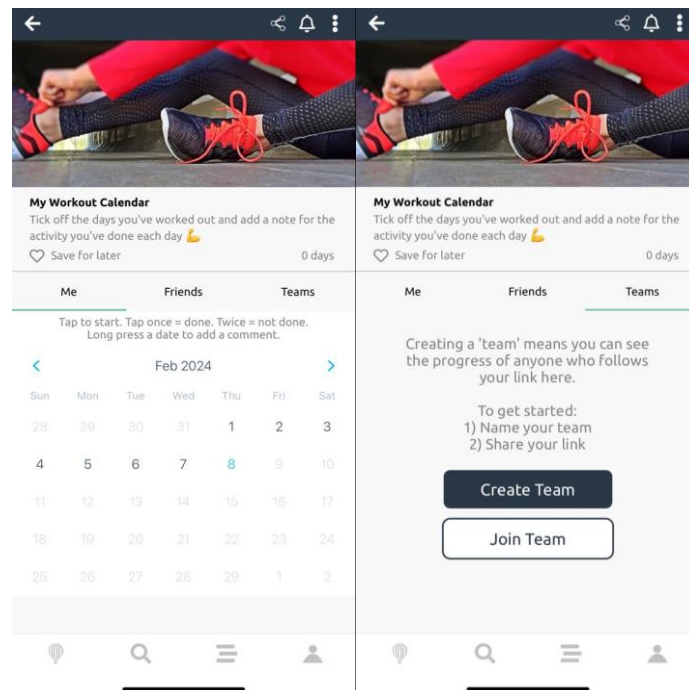 My Workout Calendar
Tick off the days you've worked out and add a note for the
activity you've done each day 💪
Save for later 0 days
Me Friends Teams
Tap to start. Tap once = done. Twice = not done.
Long press a date to add a comment.
Feb 2024
Sun Mon Tue Wed Thu Fri Sat
28 29 30 31 1 2 3
4 5 6 7 8 9 10
11 12 13 14 15 16 17
18 19 20 21 22 23 24
25 26 27 28 29 1 2
My Workout Calendar
Tick off the days you've worked out and add a note for the
activity you've done each day 💪
Save for later 0 days
Me Friends Teams
Creating a 'team' means you can see
the progress of anyone who follows
your link here.
To get started:
1) Name your team
2) Share your link
Create Team
Join Team